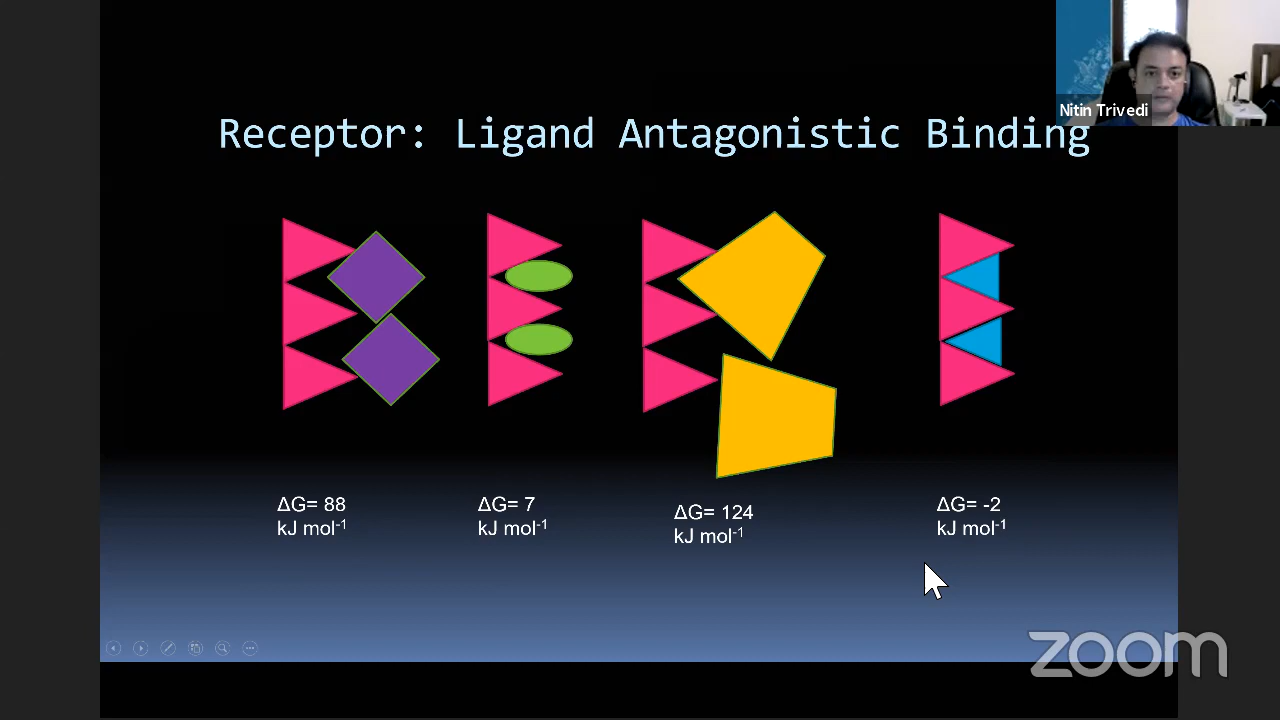 Nitin Trivedi
Receptor: Ligand Antagonistic Binding
ΔG= 88
kJ mol⁻¹
ΔG= 7
kJ mol⁻¹
ΔG= 124
kJ mol⁻¹
ΔG= -2
kJ mol⁻¹
zoom